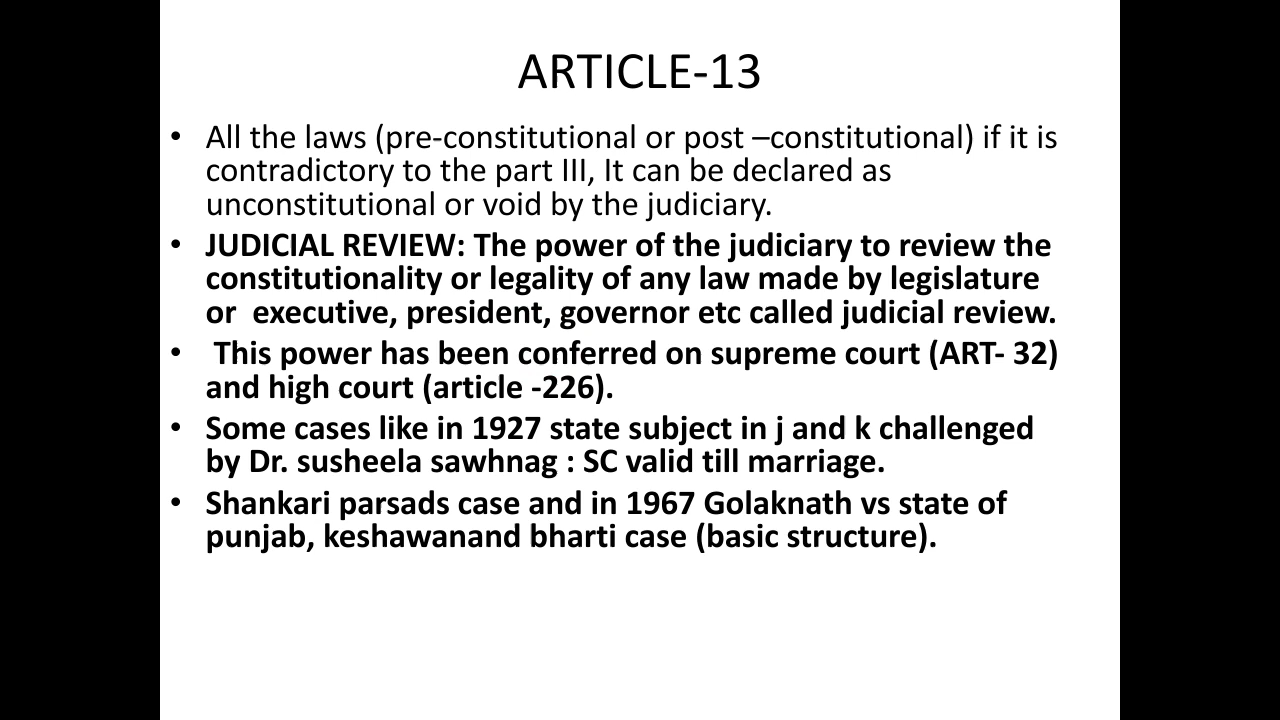 ARTICLE-13
• All the laws (pre-constitutional or post –constitutional) if it is
contradictory to the part III, It can be declared as
unconstitutional or void by the judiciary.
• JUDICIAL REVIEW: The power of the judiciary to review the
constitutionality or legality of any law made by legislature
or  executive, president, governor etc called judicial review.
•  This power has been conferred on supreme court (ART- 32)
and high court (article -226).
• Some cases like in 1927 state subject in j and k challenged
by Dr. susheela sawhnag : SC valid till marriage.
• Shankari parsads case and in 1967 Golaknath vs state of
punjab, keshawanand bharti case (basic structure).